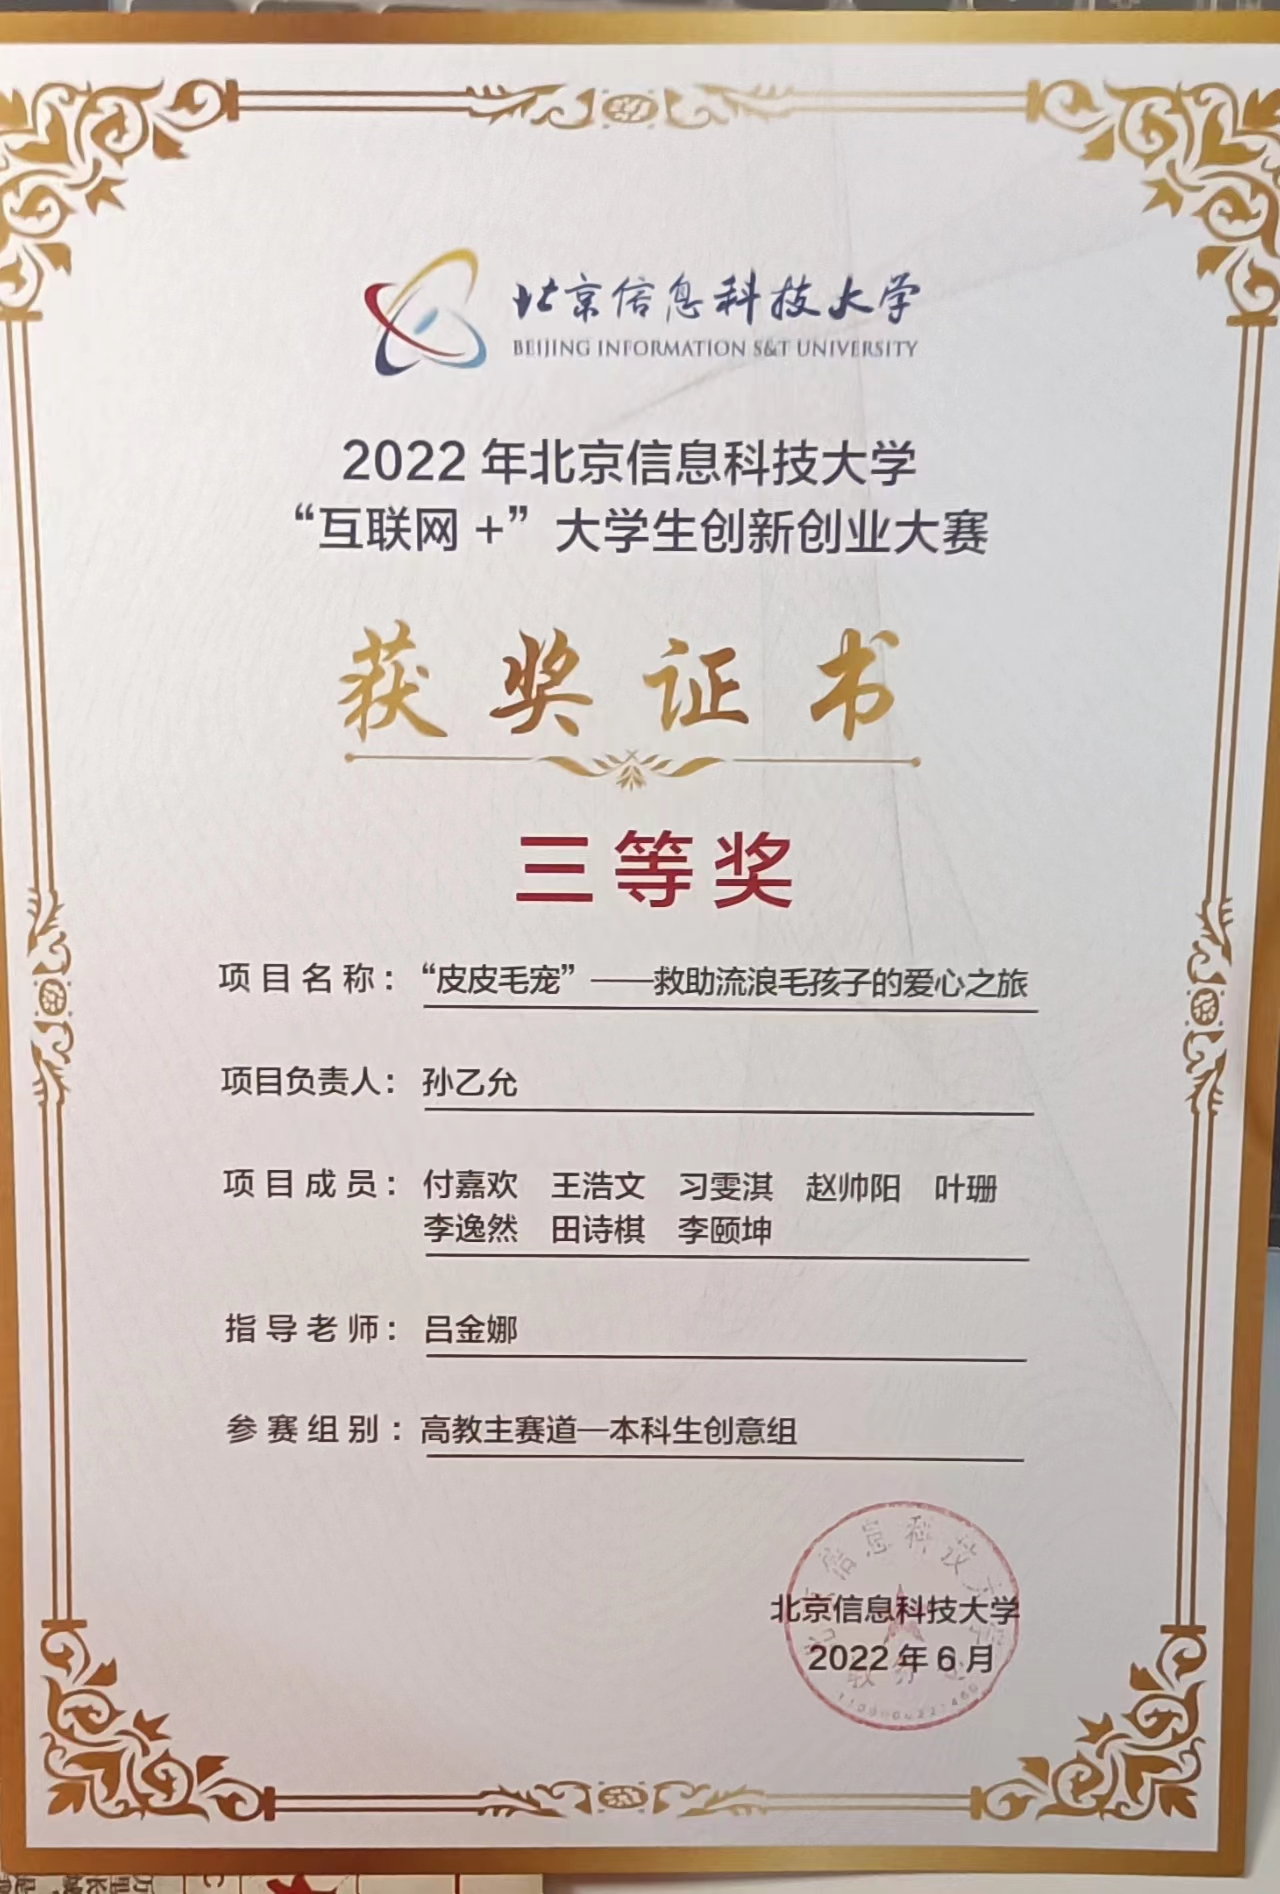 北京信息科技大学
BEIJING INFORMATION S&T UNIVERSITY
2022 年北京信息科技大学
“互联网 +”大学生创新创业大赛
获奖证书
三等奖
项目名称：“皮皮毛宠”——救助流浪毛孩子的爱心之旅
项目负责人：孙乙允
项目成员：付嘉欢 王浩文 习雯淇 赵帅阳 叶珊
李逸然 田诗棋 李颐坤
指导老师：吕金娜
参赛组别：高教主赛道—本科生创意组
北京信息科技大学
2022 年 6 月